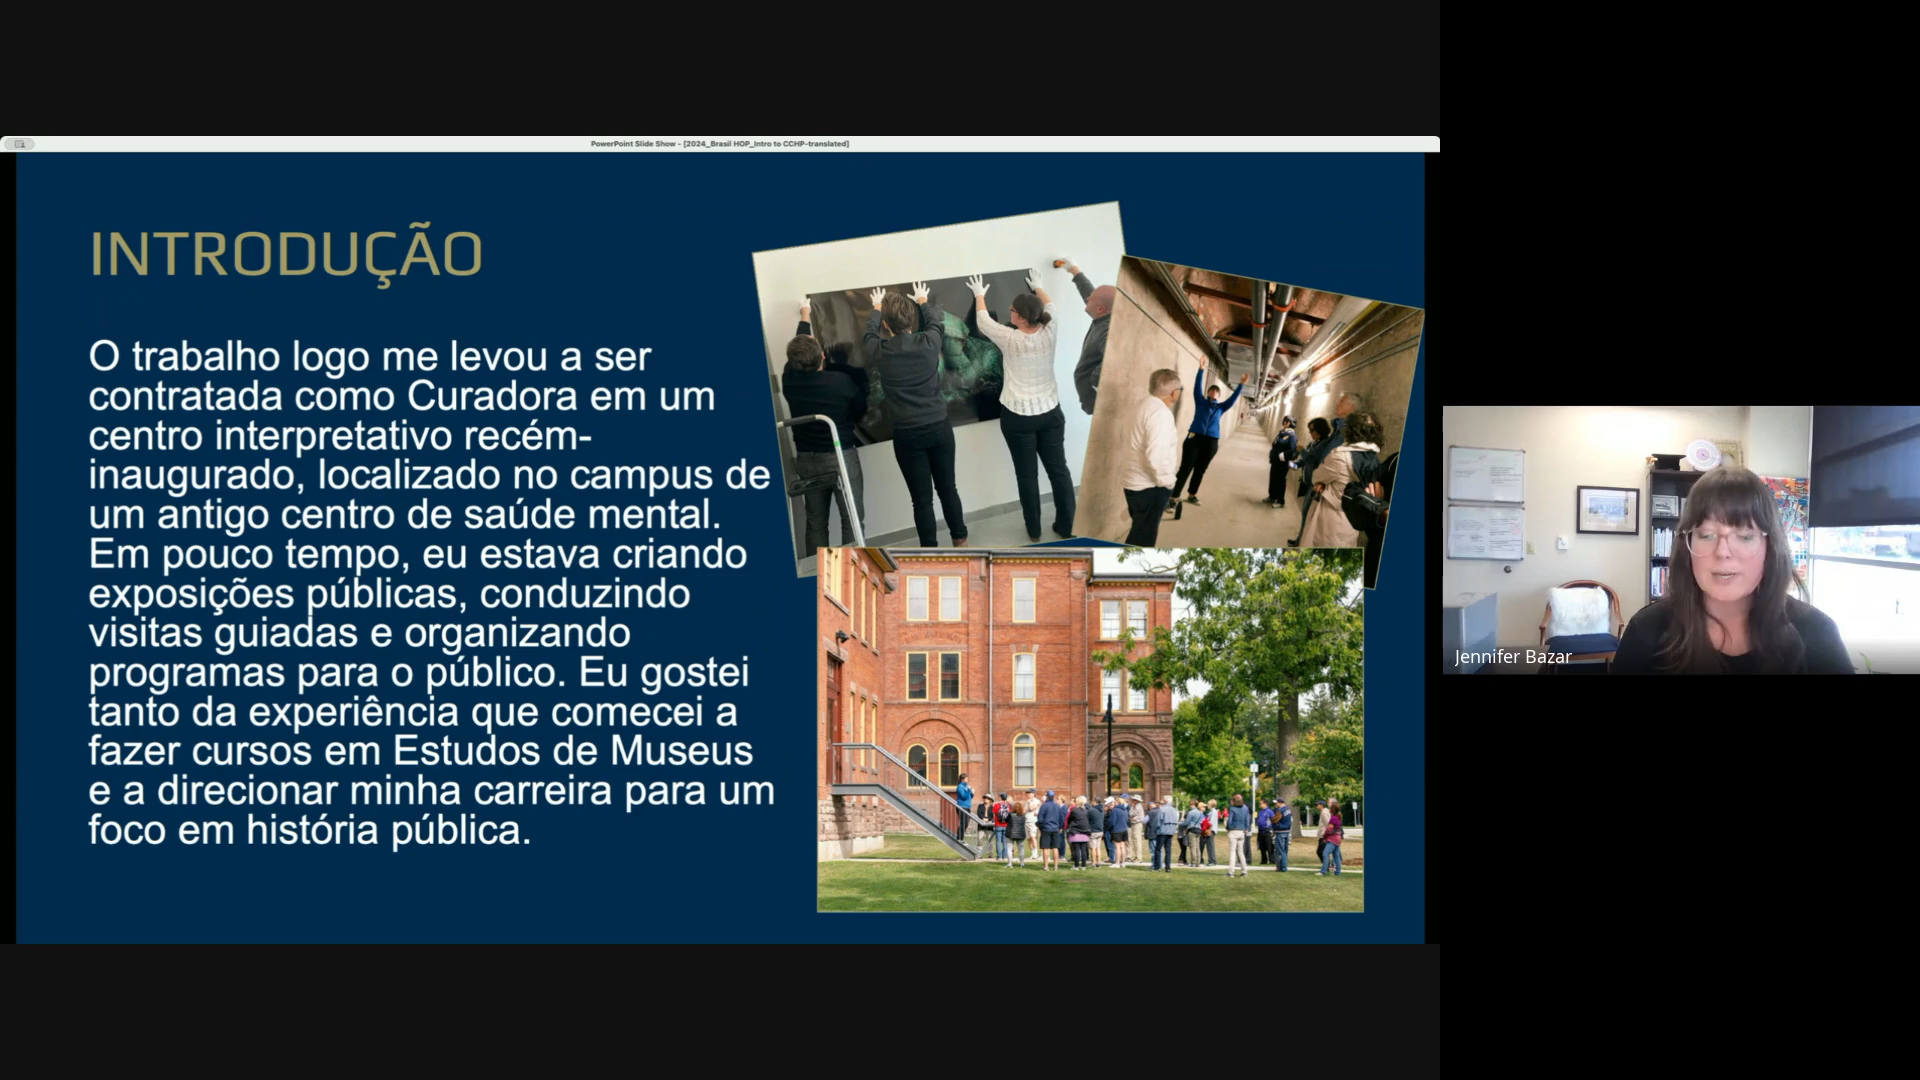 PowerPoint Slide Show - [2024_Brasil HOP_Intro to CCHP-translated]
INTRODUÇÃO
O trabalho logo me levou a ser
contratada como Curadora em um
centro interpretativo recém-
inaugurado, localizado no campus de
um antigo centro de saúde mental.
Em pouco tempo, eu estava criando
exposições públicas, conduzindo
visitas guiadas e organizando
programas para o público. Eu gostei
tanto da experiência que comecei a
fazer cursos em Estudos de Museus
e a direcionar minha carreira para um
foco em história pública.
Jennifer Bazar